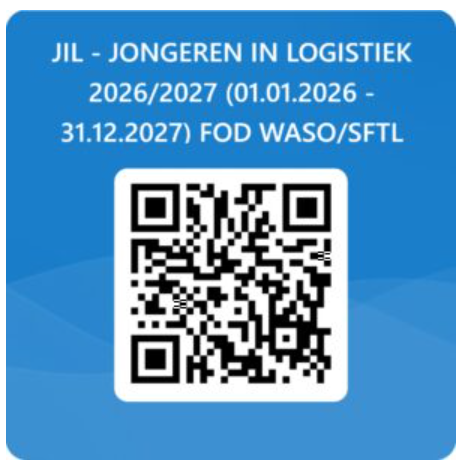 JIL - JONGEREN IN LOGISTIEK
2026/2027 (01.01.2026 -
31.12.2027) FOD WASO/SFTL